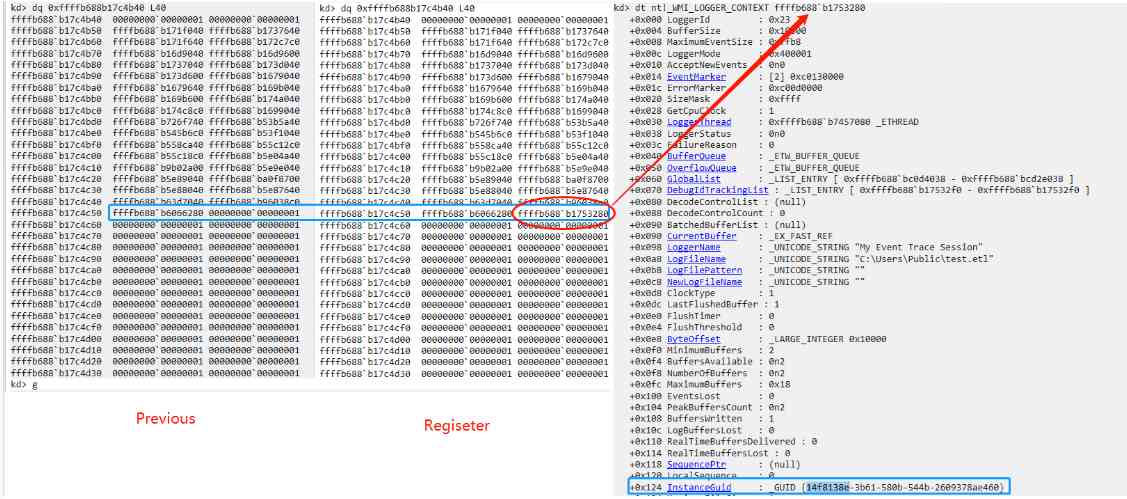 kd> dq 0xffffb688`b17c4b40 L40
ffffb688`b17c4b40 00000000`00000001 00000000`00000001
ffffb688`b17c4b50 ffffb688`b171f040 ffffb688`b1737640
ffffb688`b17c4b60 ffffb688`b171f640 ffffb688`b172c7c0
ffffb688`b17c4b70 ffffb688`b16d9040 ffffb688`b16d9600
ffffb688`b17c4b80 ffffb688`b1737040 ffffb688`b173d040
ffffb688`b17c4b90 ffffb688`b173d600 ffffb688`b1679040
ffffb688`b17c4ba0 ffffb688`b1679640 ffffb688`b169b040
ffffb688`b17c4bb0 ffffb688`b169b600 ffffb688`b174a040
ffffb688`b17c4bc0 ffffb688`b174c8c0 ffffb688`b1699040
ffffb688`b17c4bd0 ffffb688`b726f740 ffffb688`b53b5a40
ffffb688`b17c4be0 ffffb688`b545b6c0 ffffb688`b53f1040
ffffb688`b17c4bf0 ffffb688`b558ca40 ffffb688`b55c12c0
ffffb688`b17c4c00 ffffb688`b55c18c0 ffffb688`b5e04a40
ffffb688`b17c4c10 ffffb688`b9b02a00 ffffb688`b5e9e040
ffffb688`b17c4c20 ffffb688`b5e89040 ffffb688`ba0f8700
ffffb688`b17c4c30 ffffb688`b5e88040 ffffb688`b5e87640
ffffb688`b17c4c40 ffffb688`b63d7040 ffffb688`b96038c0
ffffb688`b17c4c50 ffffb688`b6066280 00000000`00000001
ffffb688`b17c4c60 00000000`00000001 00000000`00000001
ffffb688`b17c4c70 00000000`00000001 00000000`00000001
ffffb688`b17c4c80 00000000`00000001 00000000`00000001
ffffb688`b17c4c90 00000000`00000001 00000000`00000001
ffffb688`b17c4ca0 00000000`00000001 00000000`00000001
ffffb688`b17c4cb0 00000000`00000001 00000000`00000001
ffffb688`b17c4cc0 00000000`00000001 00000000`00000001
ffffb688`b17c4cd0 00000000`00000001 00000000`00000001
ffffb688`b17c4ce0 00000000`00000001 00000000`00000001
ffffb688`b17c4cf0 00000000`00000001 00000000`00000001
ffffb688`b17c4d00 00000000`00000001 00000000`00000001
ffffb688`b17c4d10 00000000`00000001 00000000`00000001
ffffb688`b17c4d20 00000000`00000001 00000000`00000001
ffffb688`b17c4d30 00000000`00000001 00000000`00000001
kd> g
Previous
kd> dq 0xffffb688`b17c4b40 L40
ffffb688`b17c4b40 00000000`00000001 00000000`00000001
ffffb688`b17c4b50 ffffb688`b171f040 ffffb688`b1737640
ffffb688`b17c4b60 ffffb688`b171f640 ffffb688`b172c7c0
ffffb688`b17c4b70 ffffb688`b16d9040 ffffb688`b16d9600
ffffb688`b17c4b80 ffffb688`b1737040 ffffb688`b173d040
ffffb688`b17c4b90 ffffb688`b173d600 ffffb688`b1679040
ffffb688`b17c4ba0 ffffb688`b1679640 ffffb688`b169b040
ffffb688`b17c4bb0 ffffb688`b169b600 ffffb688`b174a040
ffffb688`b17c4bc0 ffffb688`b174c8c0 ffffb688`b1699040
ffffb688`b17c4bd0 ffffb688`b726f740 ffffb688`b53b5a40
ffffb688`b17c4be0 ffffb688`b545b6c0 ffffb688`b53f1040
ffffb688`b17c4bf0 ffffb688`b558ca40 ffffb688`b55c12c0
ffffb688`b17c4c00 ffffb688`b55c18c0 ffffb688`b5e04a40
ffffb688`b17c4c10 ffffb688`b9b02a00 ffffb688`b5e9e040
ffffb688`b17c4c20 ffffb688`b5e89040 ffffb688`ba0f8700
ffffb688`b17c4c30 ffffb688`b5e88040 ffffb688`b5e87640
ffffb688`b17c4c40 ffffb688`b63d7040 ffffb688`b96038c0
ffffb688`b17c4c50 ffffb688`b6066280 ffffb688`b1753280
ffffb688`b17c4c60 00000000`00000001 00000000`00000001
ffffb688`b17c4c70 00000000`00000001 00000000`00000001
ffffb688`b17c4c80 00000000`00000001 00000000`00000001
ffffb688`b17c4c90 00000000`00000001 00000000`00000001
ffffb688`b17c4ca0 00000000`00000001 00000000`00000001
ffffb688`b17c4cb0 00000000`00000001 00000000`00000001
ffffb688`b17c4cc0 00000000`00000001 00000000`00000001
ffffb688`b17c4cd0 00000000`00000001 00000000`00000001
ffffb688`b17c4ce0 00000000`00000001 00000000`00000001
ffffb688`b17c4cf0 00000000`00000001 00000000`00000001
ffffb688`b17c4d00 00000000`00000001 00000000`00000001
ffffb688`b17c4d10 00000000`00000001 00000000`00000001
ffffb688`b17c4d20 00000000`00000001 00000000`00000001
ffffb688`b17c4d30 00000000`00000001 00000000`00000001
Regiseter
kd> dt nt!_WMI_LOGGER_CONTEXT ffffb688`b1753280
+0x000 LoggerId : 0x23
+0x004 BufferSize :
+0x008 MaximumEventSize :
+0x00c LoggerMode : 0x400001
+0x010 AcceptNewEvents : 0n0
+0x014 EventMarker : [2] 0xc0130000
+0x01c ErrorMarker : 0xc00d0000
+0x020 SizeMask : 0xffff
+0x028 GetCpuClock : 1
+0x030 LoggerThread : 0xffffb688`b7457080 _ETHREAD
+0x038 LoggerStatus : 0n0
+0x03c FailureReason : 0
+0x040 BufferQueue : _ETW_BUFFER_QUEUE
+0x050 OverflowQueue : _ETW_BUFFER_QUEUE
+0x060 GlobalList : _LIST_ENTRY [ 0xffffb688`bc0d4038 - 0xffffb688`bcd2e038 ]
+0x070 DebugIdTrackingList : _LIST_ENTRY [ 0xffffb688`b17532f0 - 0xffffb688`b17532f0 ]
+0x080 DecodeControlList : (null)
+0x088 DecodeControlCount : 0
+0x090 BatchedBufferList : (null)
+0x090 CurrentBuffer : _EX_FAST_REF
+0x098 LoggerName : _UNICODE_STRING "My Event Trace Session"
+0x0a8 LogFileName : _UNICODE_STRING "C:\Users\Public\test.etl"
+0x0b8 LogFilePattern : _UNICODE_STRING ""
+0x0c8 NewLogFileName : _UNICODE_STRING ""
+0x0d8 ClockType : 1
+0x0dc LastFlushedBuffer : 1
+0x0e0 FlushTimer : 0
+0x0e4 FlushThreshold : 0
+0x0e8 ByteOffset : _LARGE_INTEGER 0x10000
+0x0f0 MinimumBuffers : 2
+0x0f4 BuffersAvailable : 0n2
+0x0f8 NumberOfBuffers : 0n2
+0x0fc MaximumBuffers : 0x18
+0x100 EventsLost : 0
+0x104 PeakBuffersCount : 0n2
+0x108 BuffersWritten : 1
+0x10c LogBuffersLost : 0
+0x110 RealTimeBuffersDelivered : 0
+0x114 RealTimeBuffersLost : 0
+0x118 SequencePtr : (null)
+0x120 LocalSequence : 0
+0x124 InstanceGuid : _GUID {14f8138e-3b61-580b-544b-2609378ae460}